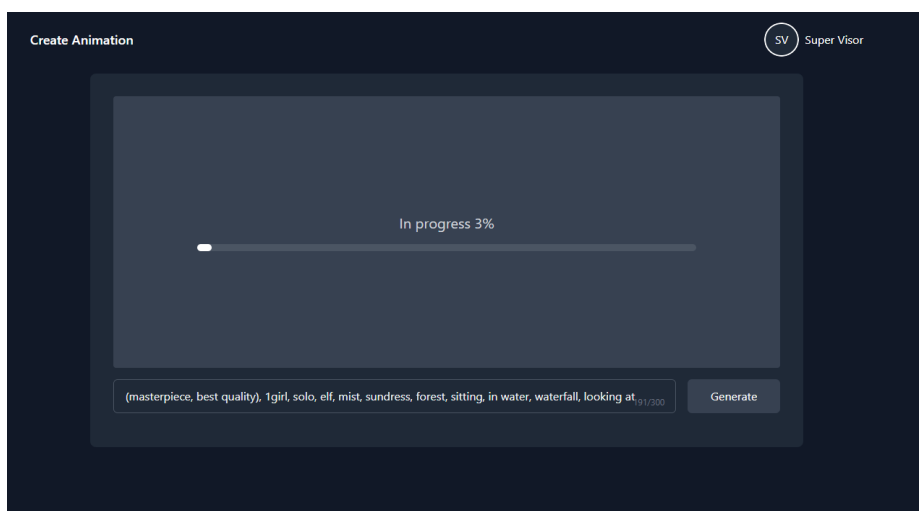 Create Animation
SV Super Visor
In progress 3%
(masterpiece, best quality), 1girl, solo, elf, mist, sundress, forest, sitting, in water, waterfall, looking at
191/300
Generate